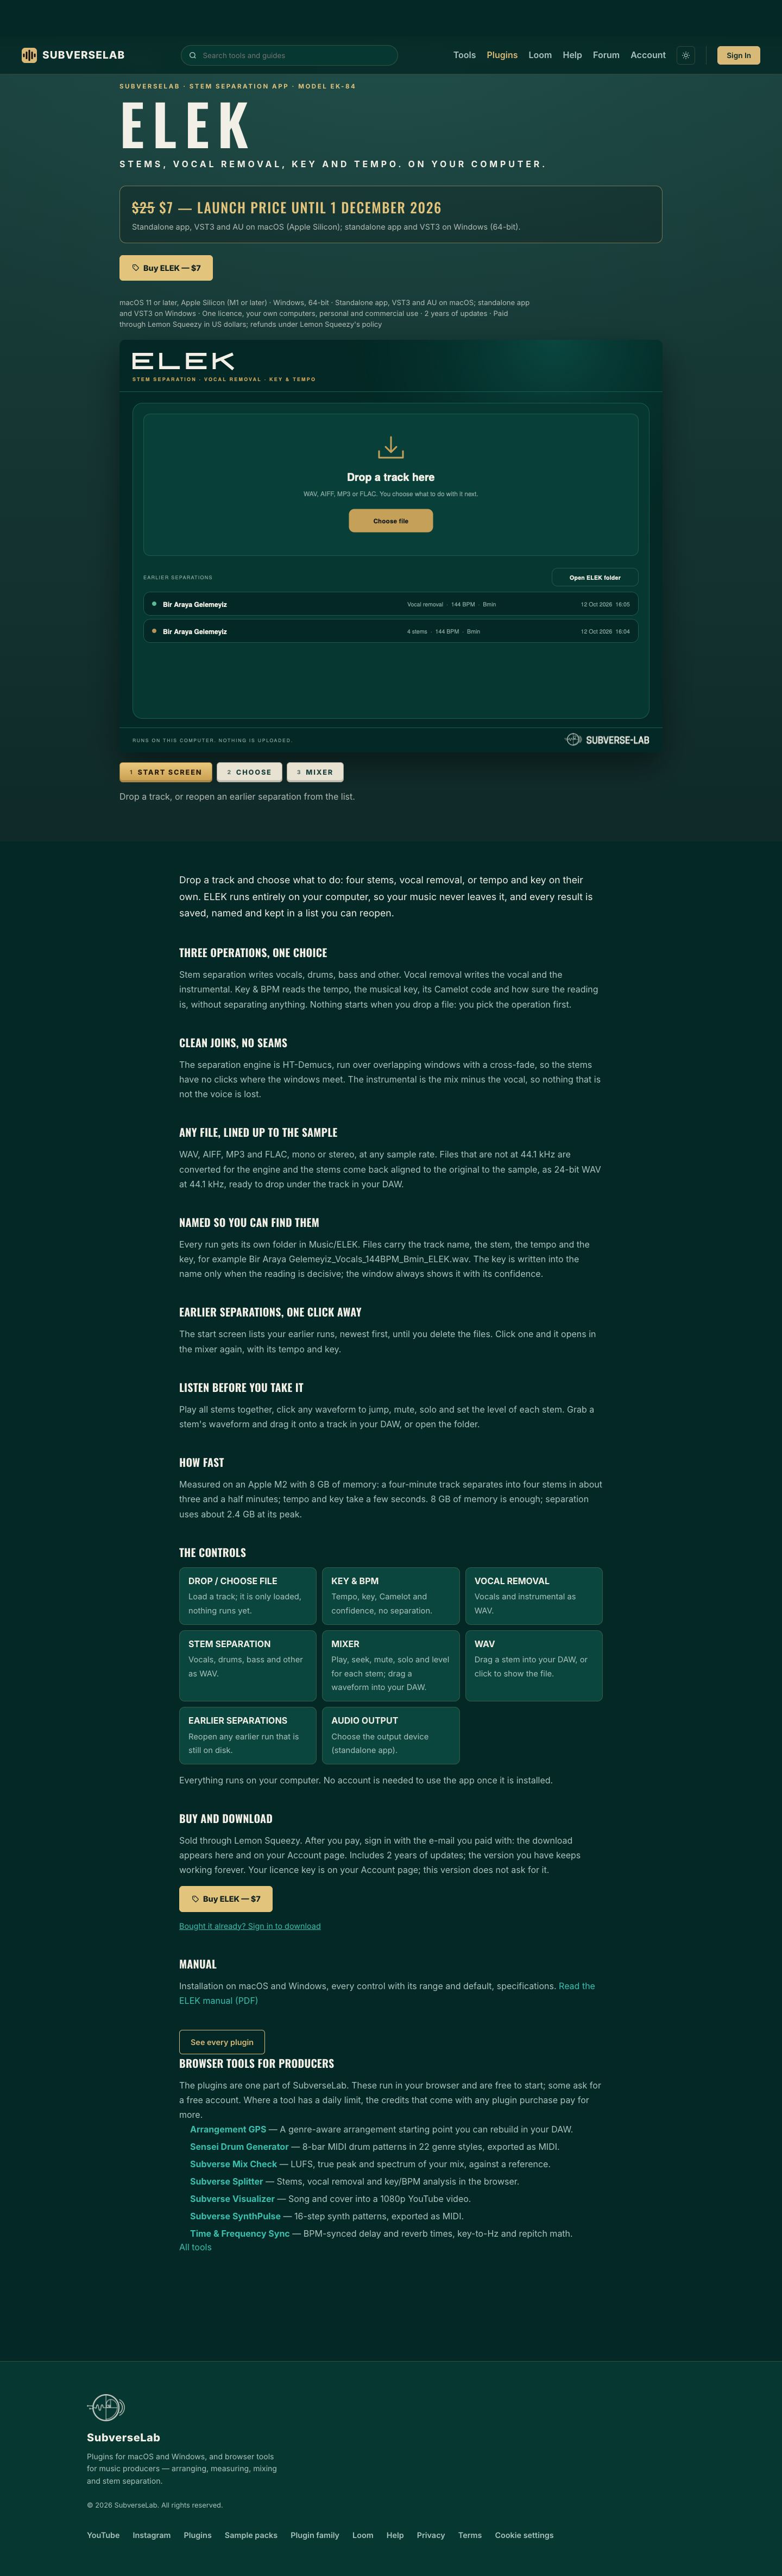 SUBVERSELAB
Search tools and guides
Tools Plugins Loom Help Forum Account
Sign In
SUBVERSELAB · STEM SEPARATION APP · MODEL EK-84
ELEK
STEMS, VOCAL REMOVAL, KEY AND TEMPO. ON YOUR COMPUTER.
$25 $7 — LAUNCH PRICE UNTIL 1 DECEMBER 2026
Standalone app, VST3 and AU on macOS (Apple Silicon); standalone app and VST3 on Windows (64-bit).
Buy ELEK — $7
macOS 11 or later, Apple Silicon (M1 or later) · Windows, 64-bit · Standalone app, VST3 and AU on macOS; standalone app
and VST3 on Windows · One licence, your own computers, personal and commercial use · 2 years of updates · Paid
through Lemon Squeezy in US dollars; refunds under Lemon Squeezy's policy
ELEK
STEM SEPARATION · VOCAL REMOVAL · KEY & TEMPO
Drop a track here
WAV, AIFF, MP3 or FLAC. You choose what to do with it next.
Choose file
EARLIER SEPARATIONS
Open ELEK folder
Bir Araya Gelemeyiz Vocal removal · 144 BPM · Bmin 12 Oct 2026 16:05
Bir Araya Gelemeyiz 4 stems · 144 BPM · Bmin 12 Oct 2026 16:04
RUNS ON THIS COMPUTER. NOTHING IS UPLOADED.
SUBVERSE-LAB
1 START SCREEN 2 CHOOSE 3 MIXER
Drop a track, or reopen an earlier separation from the list.
Drop a track and choose what to do: four stems, vocal removal, or tempo and key on their
own. ELEK runs entirely on your computer, so your music never leaves it, and every result is
saved, named and kept in a list you can reopen.
THREE OPERATIONS, ONE CHOICE
Stem separation writes vocals, drums, bass and other. Vocal removal writes the vocal and the
instrumental. Key & BPM reads the tempo, the musical key, its Camelot code and how sure the reading
is, without separating anything. Nothing starts when you drop a file: you pick the operation first.
CLEAN JOINS, NO SEAMS
The separation engine is HT-Demucs, run over overlapping windows with a cross-fade, so the stems
have no clicks where the windows meet. The instrumental is the mix minus the vocal, so nothing that is
not the voice is lost.
ANY FILE, LINED UP TO THE SAMPLE
WAV, AIFF, MP3 and FLAC, mono or stereo, at any sample rate. Files that are not at 44.1 kHz are
converted for the engine and the stems come back aligned to the original to the sample, as 24-bit WAV
at 44.1 kHz, ready to drop under the track in your DAW.
NAMED SO YOU CAN FIND THEM
Every run gets its own folder in Music/ELEK. Files carry the track name, the stem, the tempo and the
key, for example Bir Araya Gelemeyiz_Vocals_144BPM_Bmin_ELEK.wav. The key is written into the
name only when the reading is decisive; the window always shows it with its confidence.
EARLIER SEPARATIONS, ONE CLICK AWAY
The start screen lists your earlier runs, newest first, until you delete the files. Click one and it opens in
the mixer again, with its tempo and key.
LISTEN BEFORE YOU TAKE IT
Play all stems together, click any waveform to jump, mute, solo and set the level of each stem. Grab a
stem's waveform and drag it onto a track in your DAW, or open the folder.
HOW FAST
Measured on an Apple M2 with 8 GB of memory: a four-minute track separates into four stems in about
three and a half minutes; tempo and key take a few seconds. 8 GB of memory is enough; separation
uses about 2.4 GB at its peak.
THE CONTROLS
DROP / CHOOSE FILE
Load a track; it is only loaded,
nothing runs yet.
KEY & BPM
Tempo, key, Camelot and
confidence, no separation.
VOCAL REMOVAL
Vocals and instrumental as
WAV.
STEM SEPARATION
Vocals, drums, bass and other
as WAV.
MIXER
Play, seek, mute, solo and level
for each stem; drag a
waveform into your DAW.
WAV
Drag a stem into your DAW, or
click to show the file.
EARLIER SEPARATIONS
Reopen any earlier run that is
still on disk.
AUDIO OUTPUT
Choose the output device
(standalone app).
Everything runs on your computer. No account is needed to use the app once it is installed.
BUY AND DOWNLOAD
Sold through Lemon Squeezy. After you pay, sign in with the e-mail you paid with: the download
appears here and on your Account page. Includes 2 years of updates; the version you have keeps
working forever. Your licence key is on your Account page; this version does not ask for it.
Buy ELEK — $7
Bought it already? Sign in to download
MANUAL
Installation on macOS and Windows, every control with its range and default, specifications. Read the
ELEK manual (PDF)
See every plugin
BROWSER TOOLS FOR PRODUCERS
The plugins are one part of SubverseLab. These run in your browser and are free to start; some ask for
a free account. Where a tool has a daily limit, the credits that come with any plugin purchase pay for
more.
Arrangement GPS — A genre-aware arrangement starting point you can rebuild in your DAW.
Sensei Drum Generator — 8-bar MIDI drum patterns in 22 genre styles, exported as MIDI.
Subverse Mix Check — LUFS, true peak and spectrum of your mix, against a reference.
Subverse Splitter — Stems, vocal removal and key/BPM analysis in the browser.
Subverse Visualizer — Song and cover into a 1080p YouTube video.
Subverse SynthPulse — 16-step synth patterns, exported as MIDI.
Time & Frequency Sync — BPM-synced delay and reverb times, key-to-Hz and repitch math.
All tools
SubverseLab
Plugins for macOS and Windows, and browser tools
for music producers — arranging, measuring, mixing
and stem separation.
© 2026 SubverseLab. All rights reserved.
YouTube Instagram Plugins Sample packs Plugin family Loom Help Privacy Terms Cookie settings